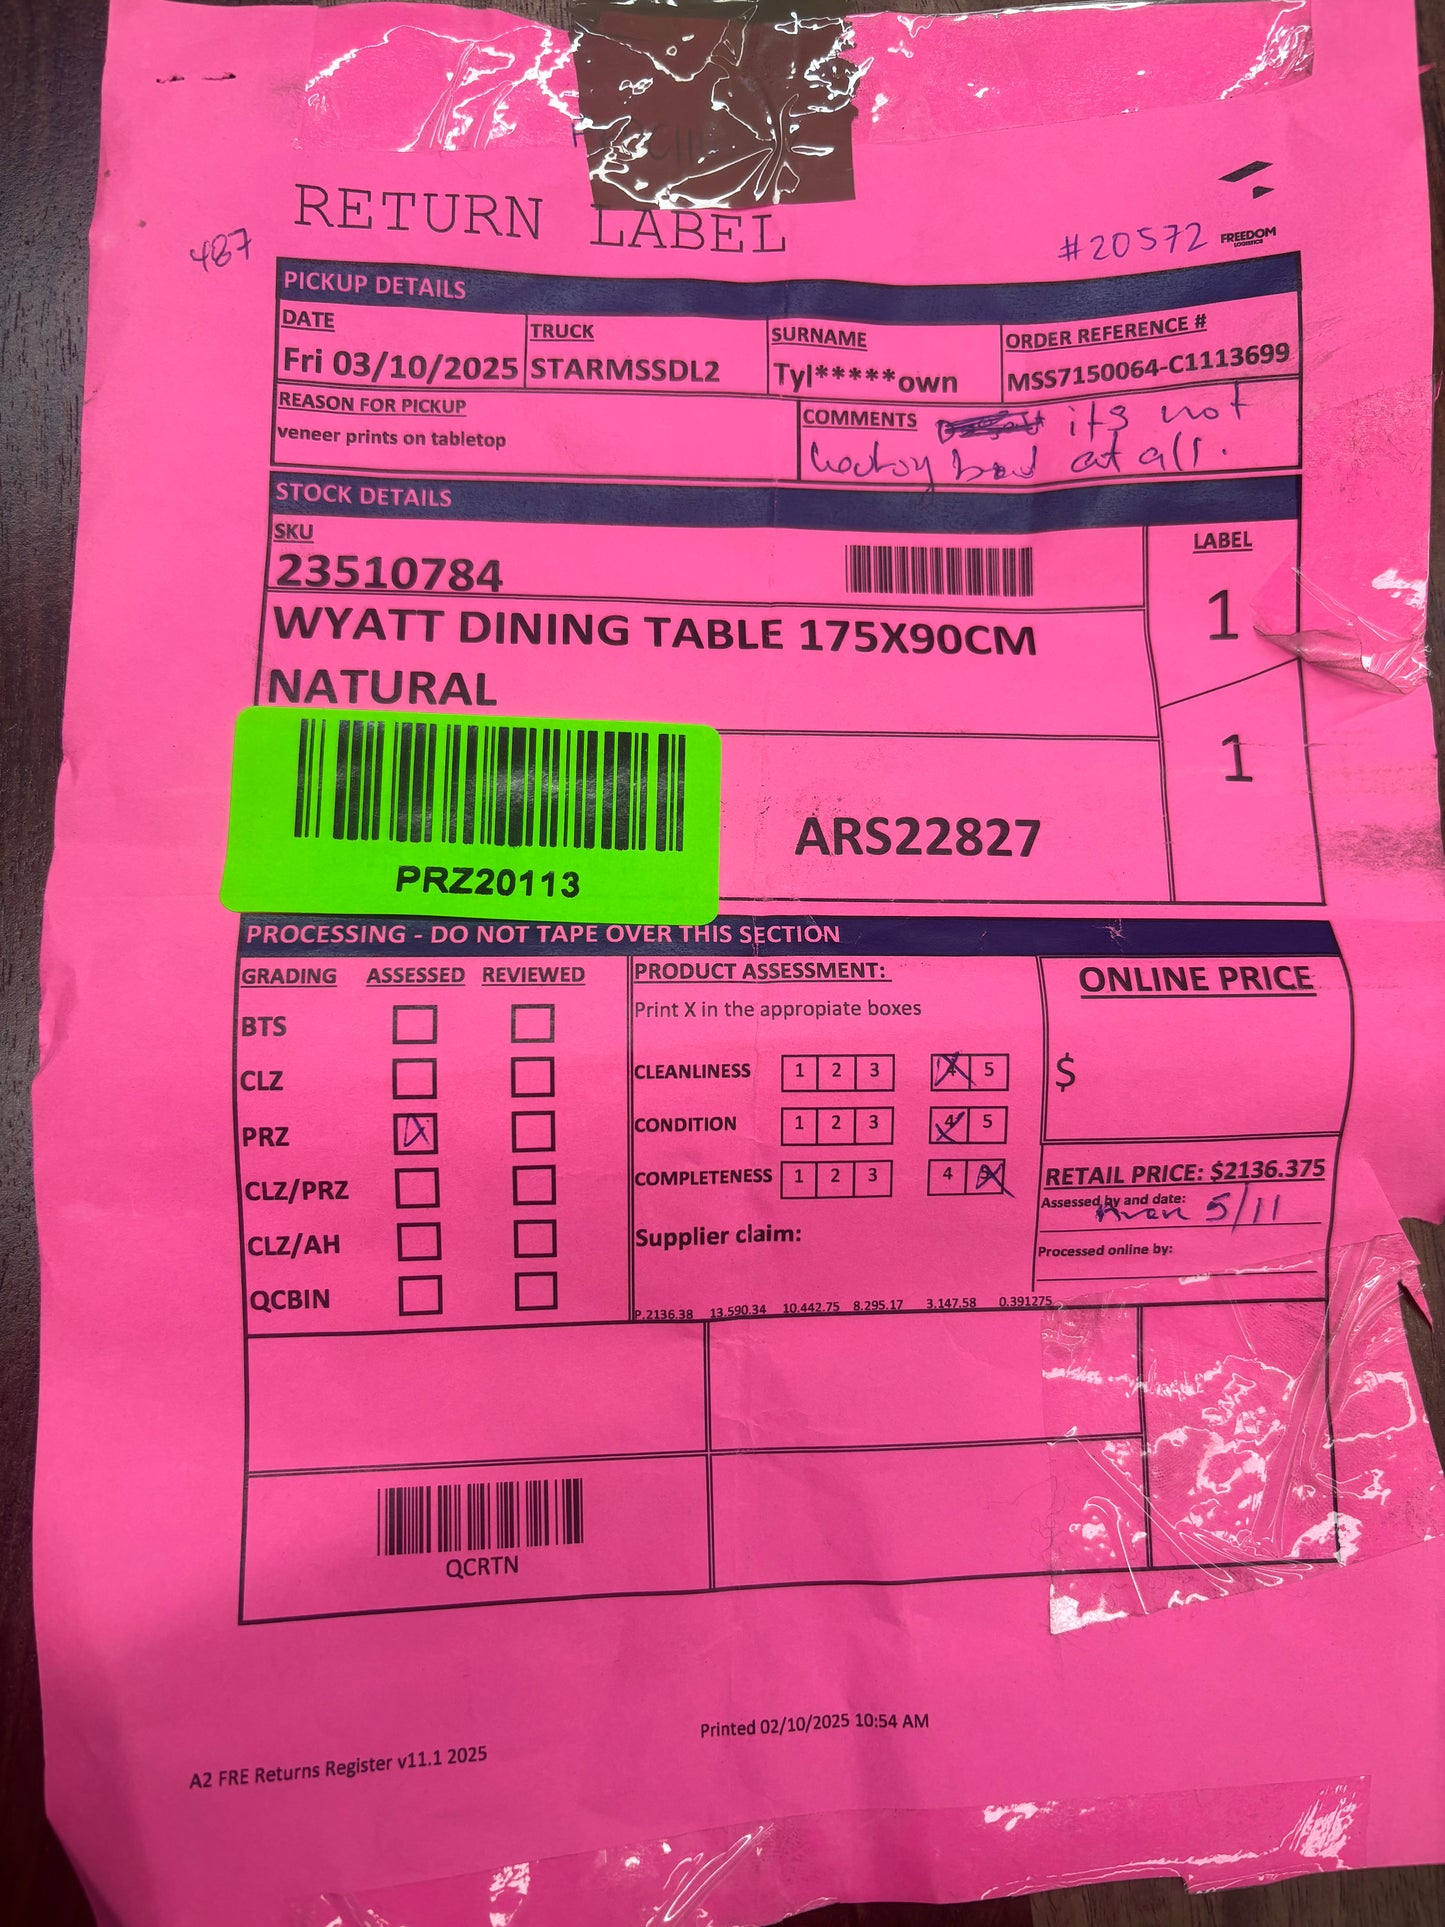 RETURN LABEL
487
#20572
FREEDOM
LOGISTICS
PICKUP DETAILS
DATE
Fri 03/10/2025
TRUCK
STARMSSDL2
SURNAME
Tyl*****own
ORDER REFERENCE #
MSS7150064-C1113699
REASON FOR PICKUP
veneer prints on tabletop
COMMENTS its not
bad at all.
STOCK DETAILS
SKU
23510784
LABEL
1
1
WYATT DINING TABLE 175X90CM
NATURAL
PRZ20113
ARS22827
PROCESSING - DO NOT TAPE OVER THIS SECTION
GRADING ASSESSED REVIEWED
BTS
CLZ
PRZ
CLZ/PRZ
CLZ/AH
QCBIN
PRODUCT ASSESSMENT:
Print X in the appropiate boxes
CLEANLINESS 1 2 3 4 5
CONDITION 1 2 3 4 5
COMPLETENESS 1 2 3 4 5
Supplier claim:
P.2136.38 13.590.34 10.442.75 8.295.17 3.147.58 0.391275
ONLINE PRICE
$
RETAIL PRICE: $2136.375
Assessed by and date:
5/11
Processed online by:
QCRTN
Printed 02/10/2025 10:54 AM
A2 FRE Returns Register v11.1 2025